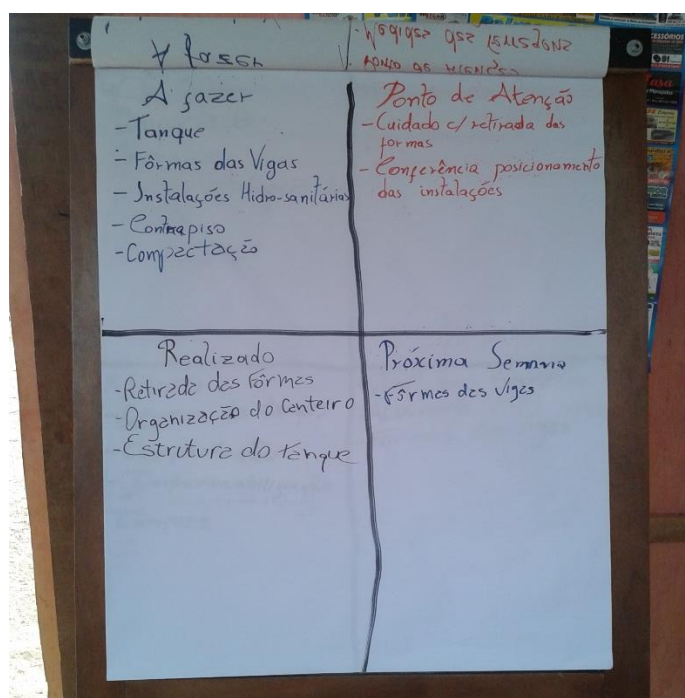 A fazer
- Tanque
- Fôrmas das Vigas
- Instalações Hidro-sanitárias
- Contrapiso
- Compactação
Ponto de Atenção
- Cuidado c/ retirada das
formas
- Conferência posicionamento
das instalações
Realizado
- Retirada das Fôrmas
- Organização do Canteiro
- Estrutura do tanque
Próxima Semana
- Fôrmas das Vigas